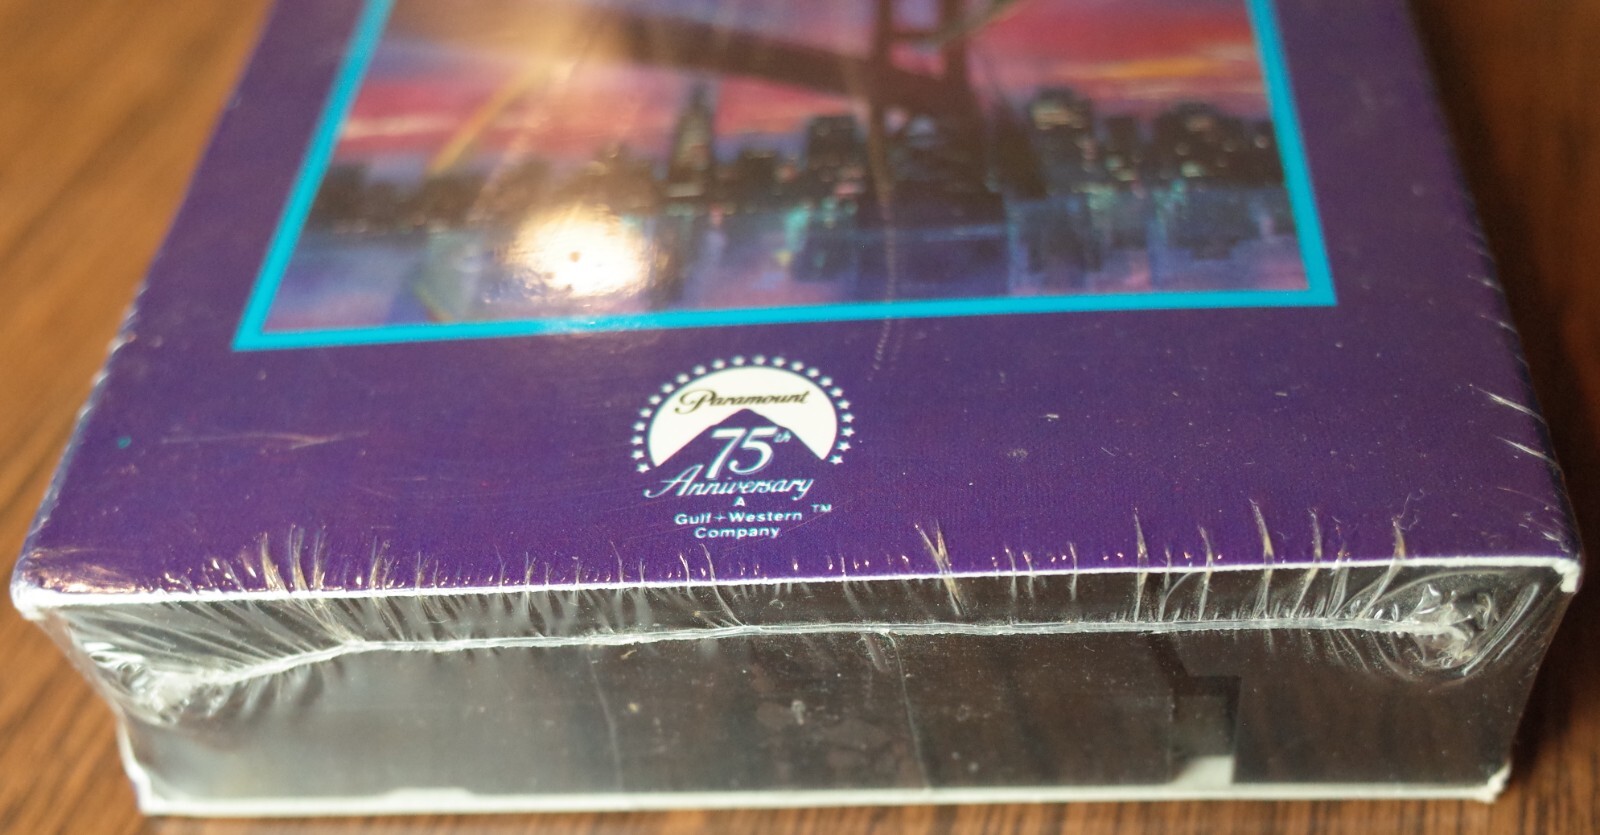 Paramount
75th
Anniversary
A
Gulf+Western ™
Company